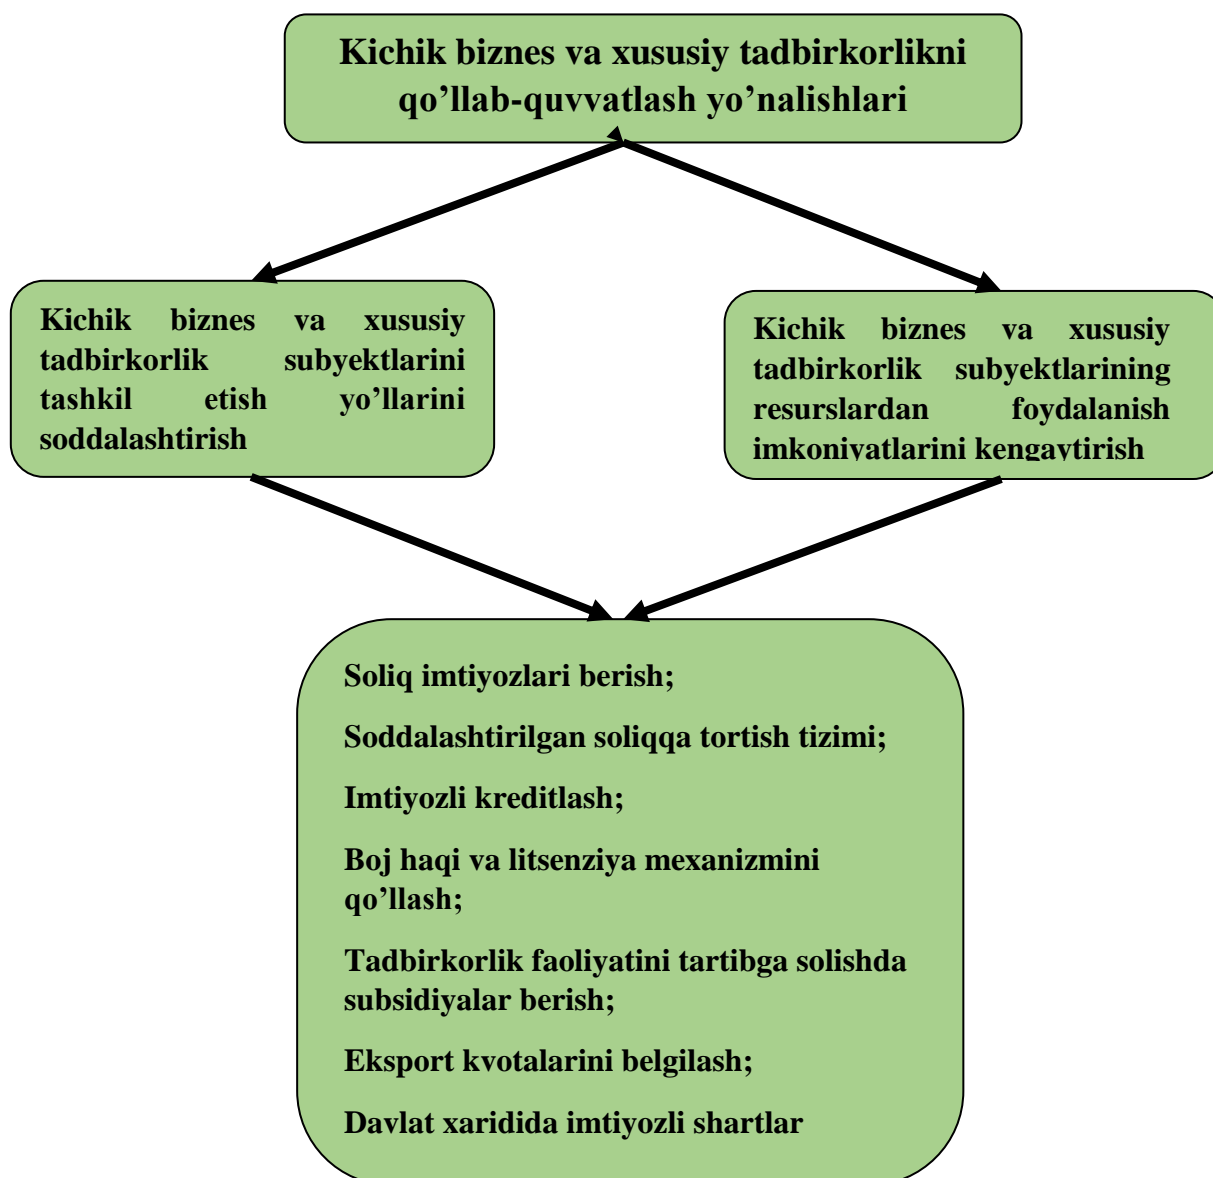 Kichik biznes va xususiy tadbirkorlikni
qo’llab-quvvatlash yo’nalishlari
Kichik biznes va xususiy
tadbirkorlik subyektlarini
tashkil etish yo’llarini
soddalashtirish
Kichik biznes va xususiy
tadbirkorlik subyektlarining
resurslardan foydalanish
imkoniyatlarini kengaytirish
Soliq imtiyozlari berish;
Soddalashtirilgan soliqqa tortish tizimi;
Imtiyozli kreditlash;
Boj haqi va litsenziya mexanizmini
qo’llash;
Tadbirkorlik faoliyatini tartibga solishda
subsidiyalar berish;
Eksport kvotalarini belgilash;
Davlat xaridida imtiyozli shartlar